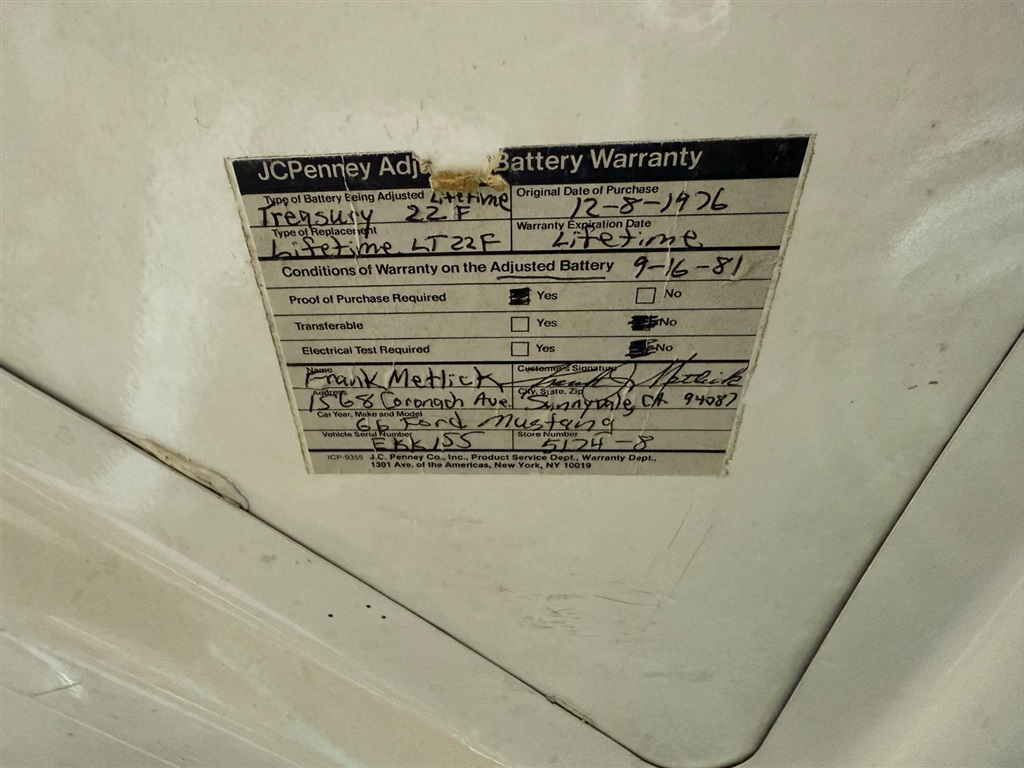 JCPenney Adj Battery Warranty
Type of Battery Being Adjusted Lifetime Original Date of Purchase
Treasury 22F 12-8-1976
Type of Replacement Warranty Expiration Date
Lifetime LT22F Lifetime
Conditions of Warranty on the Adjusted Battery 9-16-81
Proof of Purchase Required Yes No
Transferable Yes No
Electrical Test Required Yes No
Name Customer's Signature
Frank Metlick Frank J Metlick
Address City, State, Zip
1568 Coronach Ave. Sunnyvale, CA 94087
Car Year, Make and Model
66 Ford Mustang
Vehicle Serial Number Store Number
EKK155 5174-8
JCP-9355 J.C. Penney Co., Inc., Product Service Dept., Warranty Dept.,
1301 Ave. of the Americas, New York, NY 10019